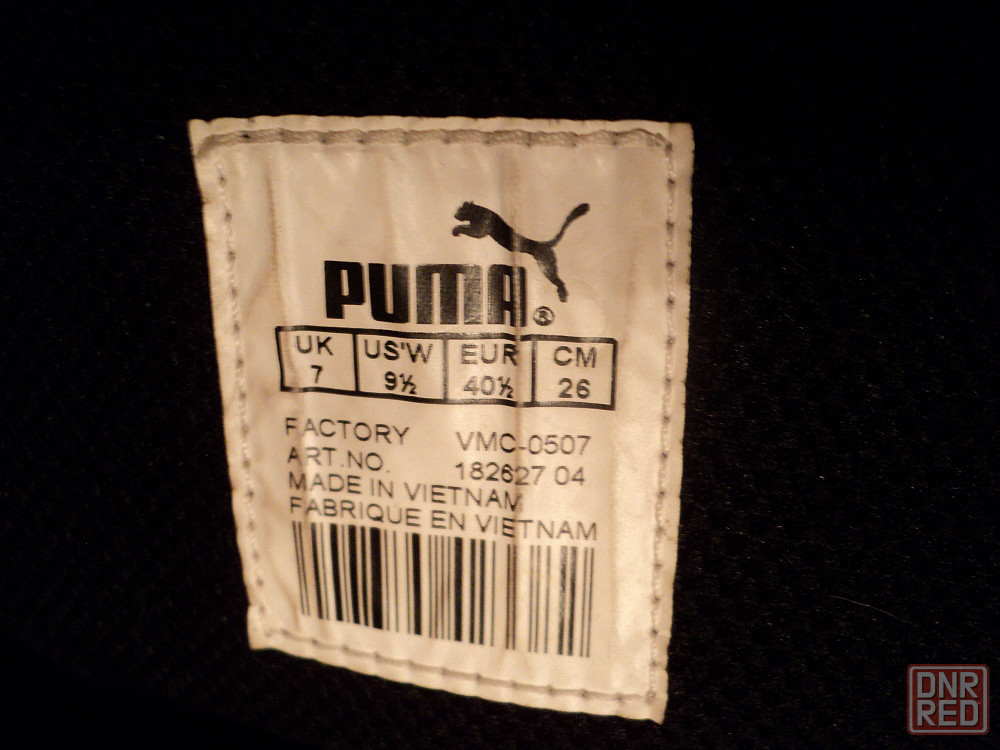 PUMA®
UK US'W EUR CM
7 9½ 40½ 26
FACTORY VMC-0507
ART.NO. 182627 04
MADE IN VIETNAM
FABRIQUE EN VIETNAM
DNR
RED